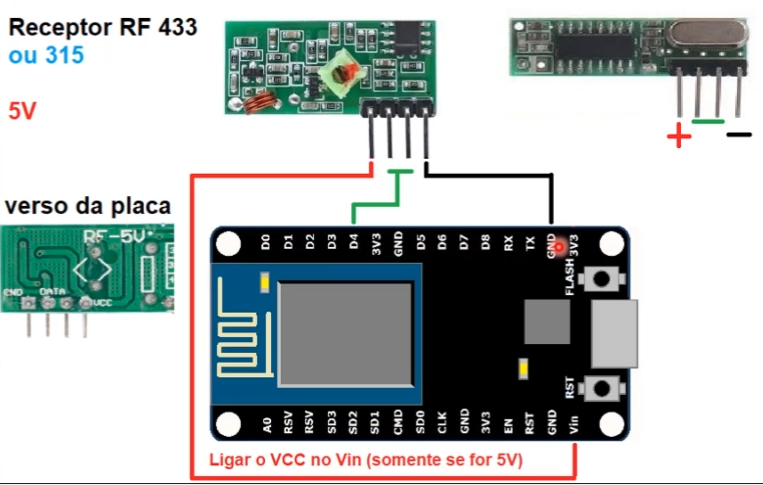 Receptor RF 433
ou 315
5V
verso da placa
RF-5V
GND DATA VCC
D0 D1 D2 D3 D4 3V3 GND D5 D6 D7 D8 RX TX GND 3V3
FLASH
RST
A0 RSV RSV SD3 SD2 SD1 CMD SD0 CLK GND 3V3 EN RST GND Vin
+ −
Ligar o VCC no Vin (somente se for 5V)